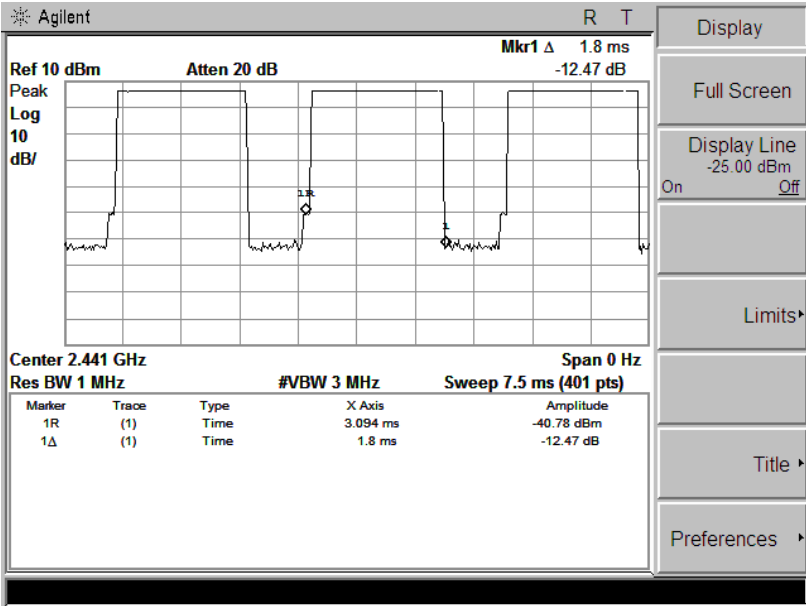 Agilent R T
Mkr1 Δ 1.8 ms
Ref 10 dBm Atten 20 dB -12.47 dB
Peak
Log
10
dB/
1R
1
Center 2.441 GHz Span 0 Hz
Res BW 1 MHz #VBW 3 MHz Sweep 7.5 ms (401 pts)
Marker Trace Type X Axis Amplitude
1R (1) Time 3.094 ms -40.78 dBm
1Δ (1) Time 1.8 ms -12.47 dB
Display
Full Screen
Display Line
-25.00 dBm
On Off
Limits
Title
Preferences